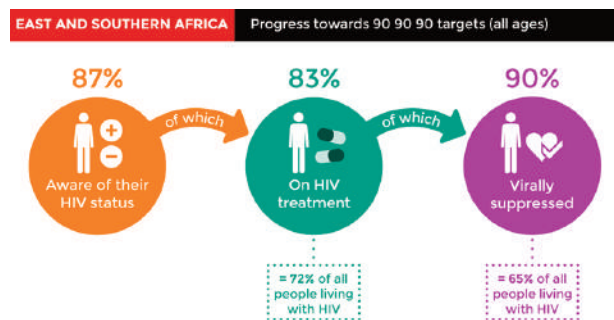 EAST AND SOUTHERN AFRICA
Progress towards 90 90 90 targets (all ages)
87%
of which
83%
of which
90%
Aware of their
HIV status
On HIV
treatment
Virally
suppressed
= 72% of all
people living
with HIV
= 65% of all
people living
with HIV